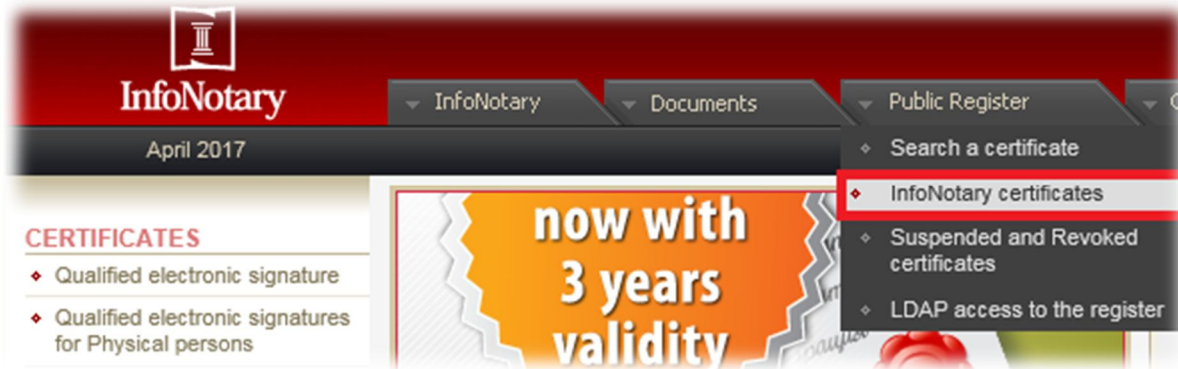 InfoNotary
InfoNotary
Documents
Public Register
April 2017
Search a certificate
InfoNotary certificates
Suspended and Revoked
certificates
LDAP access to the register
CERTIFICATES
Qualified electronic signature
Qualified electronic signatures
for Physical persons
now with
3 years
validity